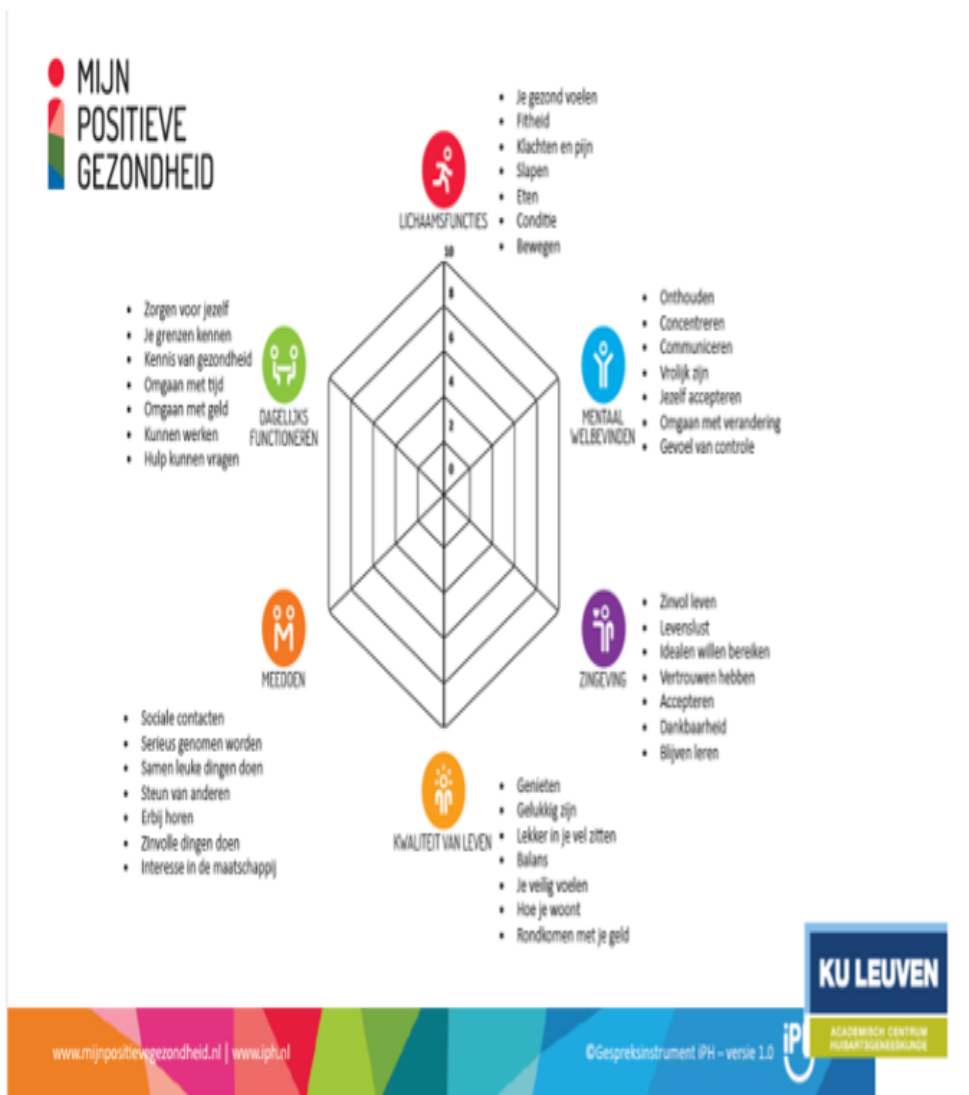 MIJN
POSITIEVE
GEZONDHEID
• Je gezond voelen
• Fitheid
• Klachten en pijn
• Slapen
• Eten
• Conditie
• Bewegen
LICHAAMSFUNCTIES
10
8
6
4
2
0
• Onthouden
• Concentreren
• Communiceren
• Vrolijk zijn
• Jezelf accepteren
• Omgaan met verandering
• Gevoel van controle
MENTAAL
WELBEVINDEN
• Zinvol leven
• Levenslust
• Idealen willen bereiken
• Vertrouwen hebben
• Accepteren
• Dankbaarheid
• Blijven leren
ZINGEVING
• Genieten
• Gelukkig zijn
• Lekker in je vel zitten
• Balans
• Je veilig voelen
• Hoe je woont
• Rondkomen met je geld
KWALITEIT VAN LEVEN
MEEDOEN
• Sociale contacten
• Serieus genomen worden
• Samen leuke dingen doen
• Steun van anderen
• Erbij horen
• ZInvolle dingen doen
• Interesse in de maatschappij
• Zorgen voor jezelf
• Je grenzen kennen
• Kennis van gezondheid
• Omgaan met tijd
• Omgaan met geld
• Kunnen werken
• Hulp kunnen vragen
DAGELIJKS
FUNCTIONEREN
www.mijnpositievegezondheid.nl | www.iph.nl
©Gespreksinstrument iPH – versie 1.0
iPH
KU LEUVEN
ACADEMISCH CENTRUM
HUISARTSGENEESKUNDE